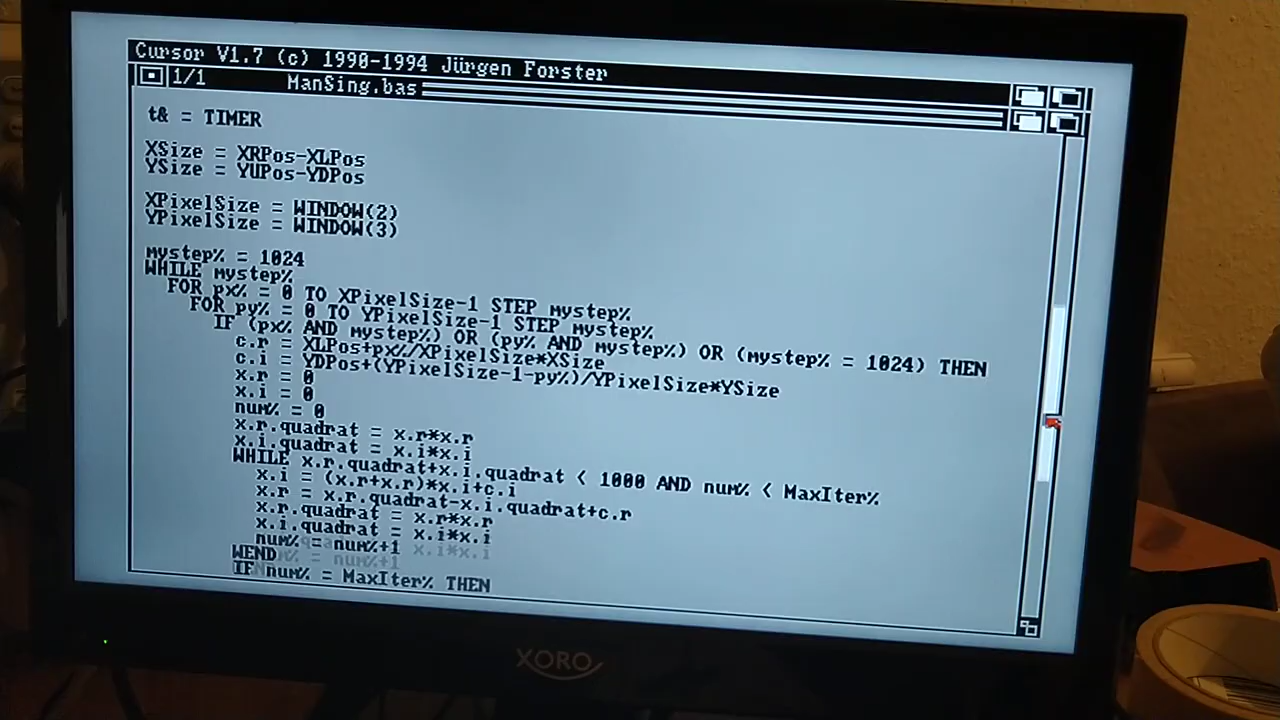 Cursor V1.7 (c) 1990-1994 Jürgen Forster
1/1 ManSing.bas
t& = TIMER
XSize = XRPos-XLPos
YSize = YUPos-YDPos
XPixelSize = WINDOW(2)
YPixelSize = WINDOW(3)
mystep% = 1024
WHILE mystep%
FOR px% = 0 TO XPixelSize-1 STEP mystep%
FOR py% = 0 TO YPixelSize-1 STEP mystep%
IF (px% AND mystep%) OR (py% AND mystep%) OR (mystep% = 1024) THEN
c.r = XLPos+px%/XPixelSize*XSize
c.i = YDPos+(YPixelSize-1-py%)/YPixelSize*YSize
x.r = 0
x.i = 0
num% = 0
x.r.quadrat = x.r*x.r
x.i.quadrat = x.i*x.i
WHILE x.r.quadrat+x.i.quadrat < 1000 AND num% < MaxIter%
x.i = (x.r+x.r)*x.i+c.i
x.r = x.r.quadrat-x.i.quadrat+c.r
x.r.quadrat = x.r*x.r
x.i.quadrat = x.i*x.i
num% = num%+1
WEND
IF num% = MaxIter% THEN
XORO